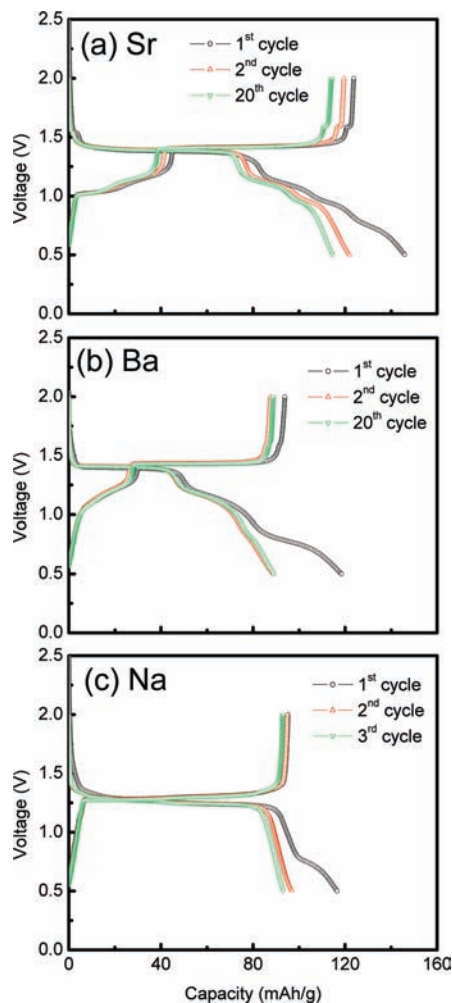 (a) Sr
1st cycle
2nd cycle
20th cycle
Voltage (V)
2.5
2.0
1.5
1.0
0.5
0.0
(b) Ba
1st cycle
2nd cycle
20th cycle
Voltage (V)
2.5
2.0
1.5
1.0
0.5
0.0
(c) Na
1st cycle
2nd cycle
3rd cycle
Voltage (V)
2.5
2.0
1.5
1.0
0.5
0.0
0 40 80 120 160
Capacity (mAh/g)